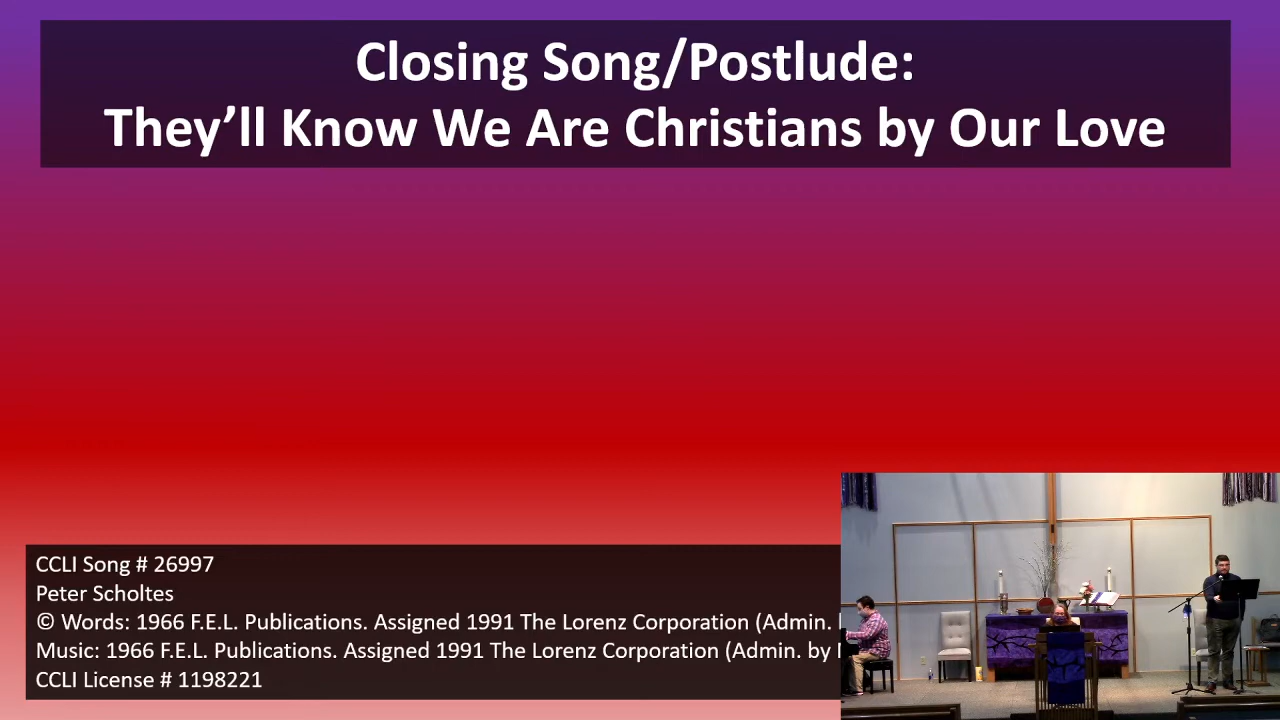 Closing Song/Postlude:
They’ll Know We Are Christians by Our Love
CCLI Song # 26997
Peter Scholtes
© Words: 1966 F.E.L. Publications. Assigned 1991 The Lorenz Corporation (Admin.
Music: 1966 F.E.L. Publications. Assigned 1991 The Lorenz Corporation (Admin. by
CCLI License # 1198221